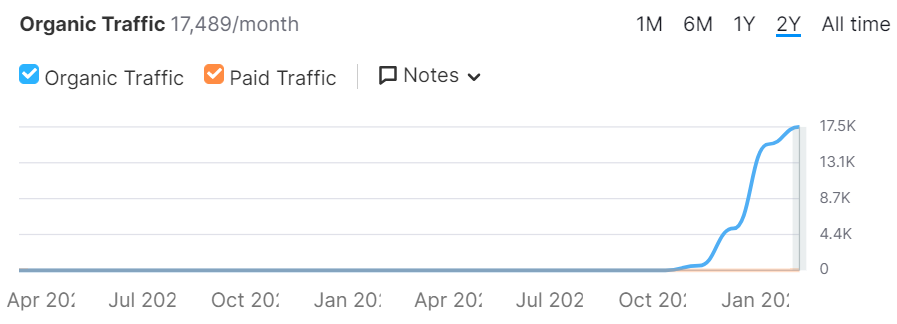 Organic Traffic 17,489/month 1M 6M 1Y 2Y All time
Organic Traffic Paid Traffic Notes
17.5K
13.1K
8.7K
4.4K
0
Apr 202 Jul 202 Oct 202 Jan 202 Apr 202 Jul 202 Oct 202 Jan 202